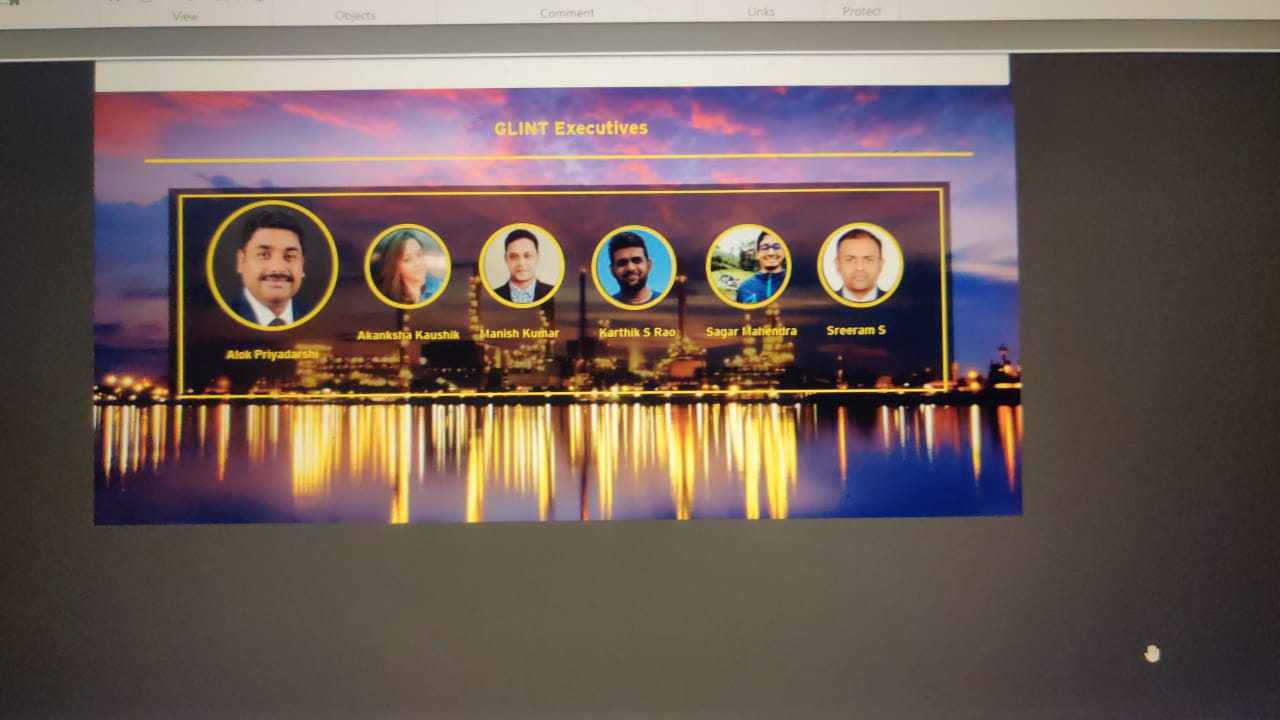 View
Objects
Comment
Links
Protect
GLINT Executives
Alok Priyadarshi
Akanksha Kaushik
Manish Kumar
Karthik S Rao
Sagar Mahendra
Sreeram S